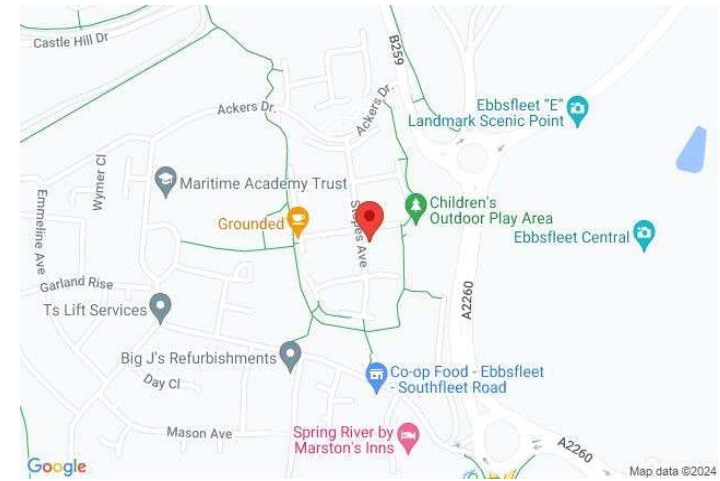 Castle Hill Dr
B259
Ebbsfleet "E"
Landmark Scenic Point
Ackers Dr.
Ackers Dr.
Wymer Cl
Maritime Academy Trust
Emmeline Ave
Grounded
Stopes Ave
Children's
Outdoor Play Area
Ebbsfleet Central
Garland Rise
Ts Lift Services
A2260
Big J's Refurbishments
Day Cl
Co-op Food - Ebbsfleet
- Southfleet Road
Mason Ave
Spring River by
Marston's Inns
A2260
Google
Map data ©2024